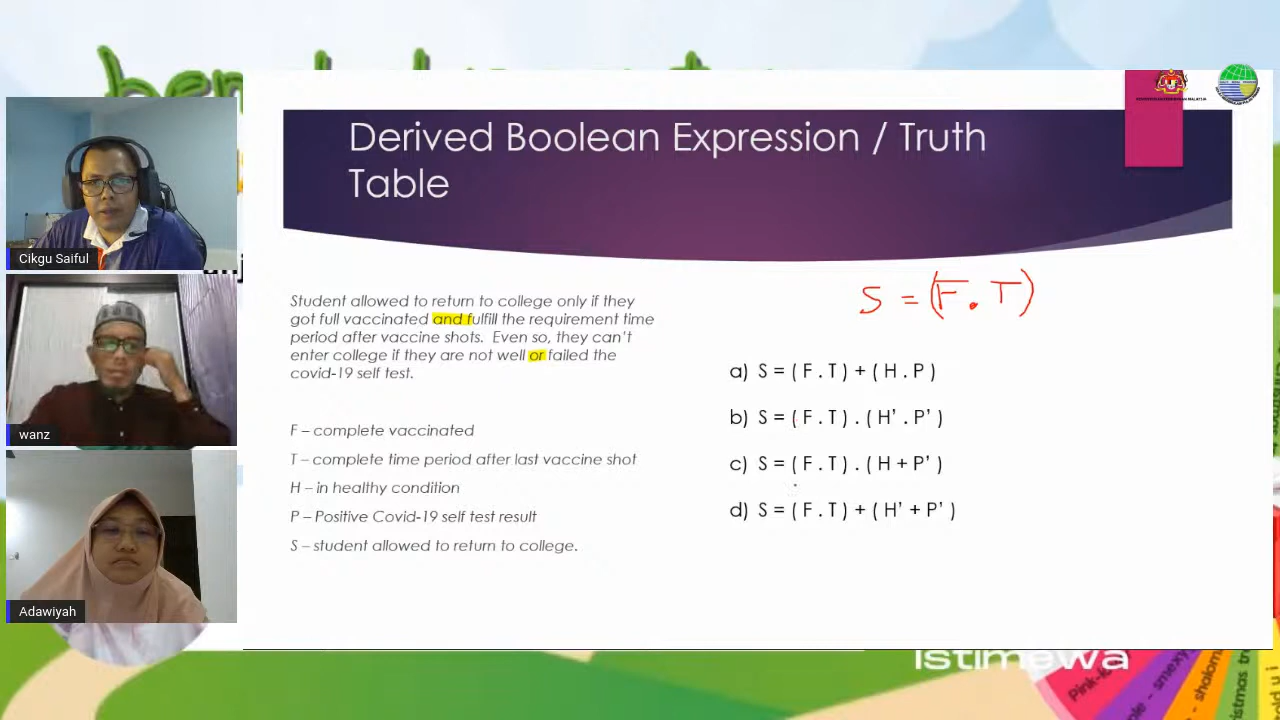 Derived Boolean Expression / Truth
Table
Cikgu Saiful
wanz
Adawiyah
Student allowed to return to college only if they
got full vaccinated and fulfill the requirement time
period after vaccine shots. Even so, they can't
enter college if they are not well or failed the
covid-19 self test.
F – complete vaccinated
T – complete time period after last vaccine shot
H – in healthy condition
P – Positive Covid-19 self test result
S – student allowed to return to college.
S = (F . T)
a) S = ( F . T ) + ( H . P )
b) S = ( F . T ) . ( H' . P' )
c) S = ( F . T ) . ( H + P' )
d) S = ( F . T ) + ( H' + P' )
istimewa